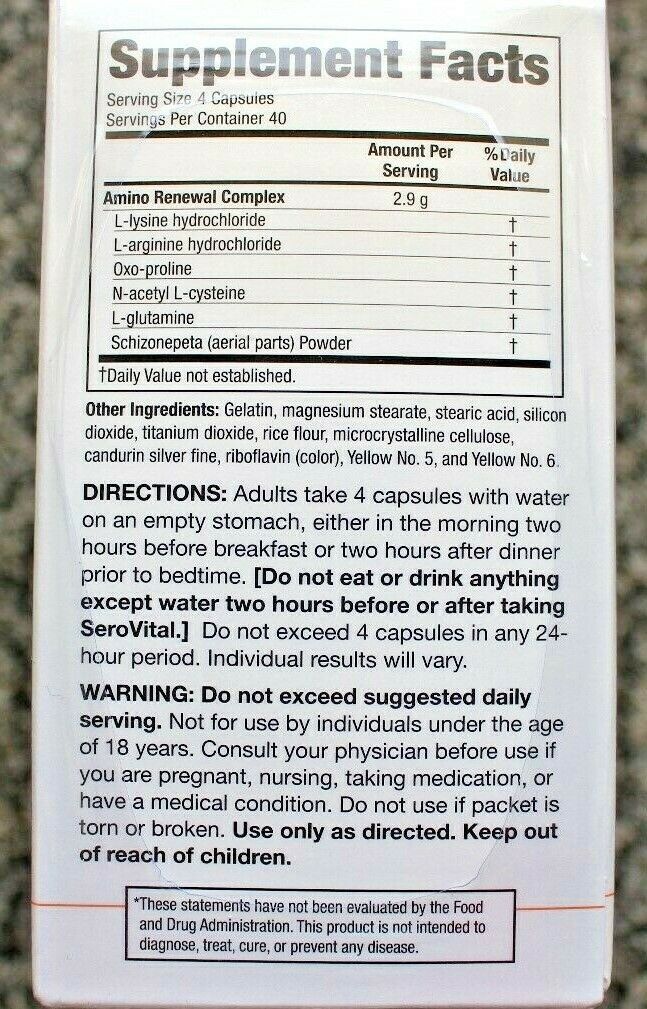 Supplement Facts
Serving Size 4 Capsules
Servings Per Container 40
Amount Per Serving % Daily Value
Amino Renewal Complex 2.9 g
L-lysine hydrochloride †
L-arginine hydrochloride †
Oxo-proline †
N-acetyl L-cysteine †
L-glutamine †
Schizonepeta (aerial parts) Powder †
†Daily Value not established.
Other Ingredients: Gelatin, magnesium stearate, stearic acid, silicon
dioxide, titanium dioxide, rice flour, microcrystalline cellulose,
candurin silver fine, riboflavin (color), Yellow No. 5, and Yellow No. 6.
DIRECTIONS: Adults take 4 capsules with water
on an empty stomach, either in the morning two
hours before breakfast or two hours after dinner
prior to bedtime. [Do not eat or drink anything
except water two hours before or after taking
SeroVital.] Do not exceed 4 capsules in any 24-
hour period. Individual results will vary.
WARNING: Do not exceed suggested daily
serving. Not for use by individuals under the age
of 18 years. Consult your physician before use if
you are pregnant, nursing, taking medication, or
have a medical condition. Do not use if packet is
torn or broken. Use only as directed. Keep out
of reach of children.
*These statements have not been evaluated by the Food
and Drug Administration. This product is not intended to
diagnose, treat, cure, or prevent any disease.